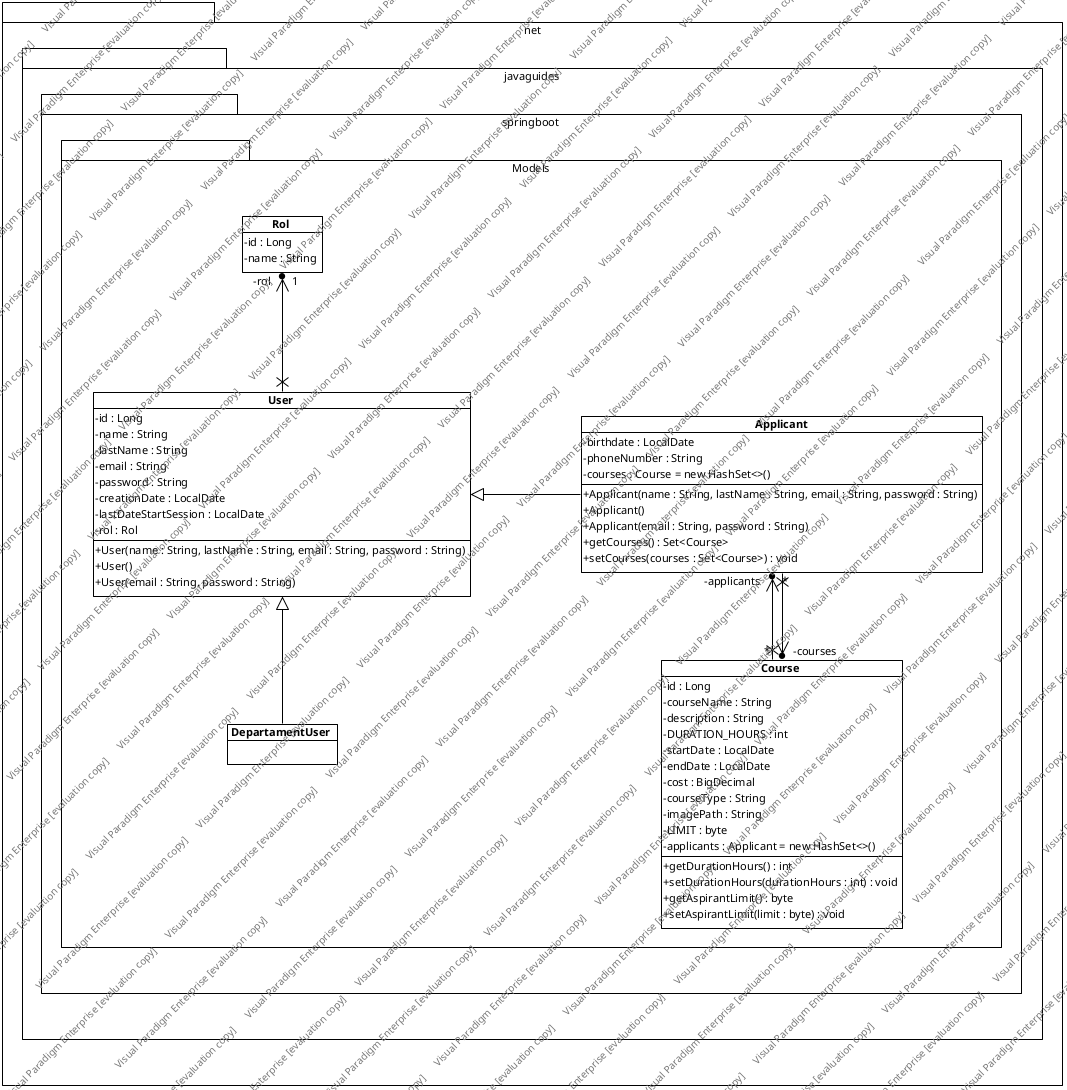 net
javaguides
springboot
Models
Rol
-id : Long
-name : String
-rol 1
User
-id : Long
-name : String
-lastName : String
-email : String
-password : String
-creationDate : LocalDate
-lastDateStartSession : LocalDate
-rol : Rol
+User(name : String, lastName : String, email : String, password : String)
+User()
+User(email : String, password : String)
Applicant
-birthdate : LocalDate
-phoneNumber : String
-courses : Course = new HashSet<>()
+Applicant(name : String, lastName : String, email : String, password : String)
+Applicant()
+Applicant(email : String, password : String)
+getCourses() : Set<Course>
+setCourses(courses : Set<Course>) : void
-applicants
-courses
DepartamentUser
Course
-id : Long
-courseName : String
-description : String
-DURATION_HOURS : int
-startDate : LocalDate
-endDate : LocalDate
-cost : BigDecimal
-courseType : String
-imagePath : String
-LIMIT : byte
-applicants : Applicant = new HashSet<>()
+getDurationHours() : int
+setDurationHours(durationHours : int) : void
+getAspirantLimit() : byte
+setAspirantLimit(limit : byte) : void
Visual Paradigm Enterprise [evaluation copy]